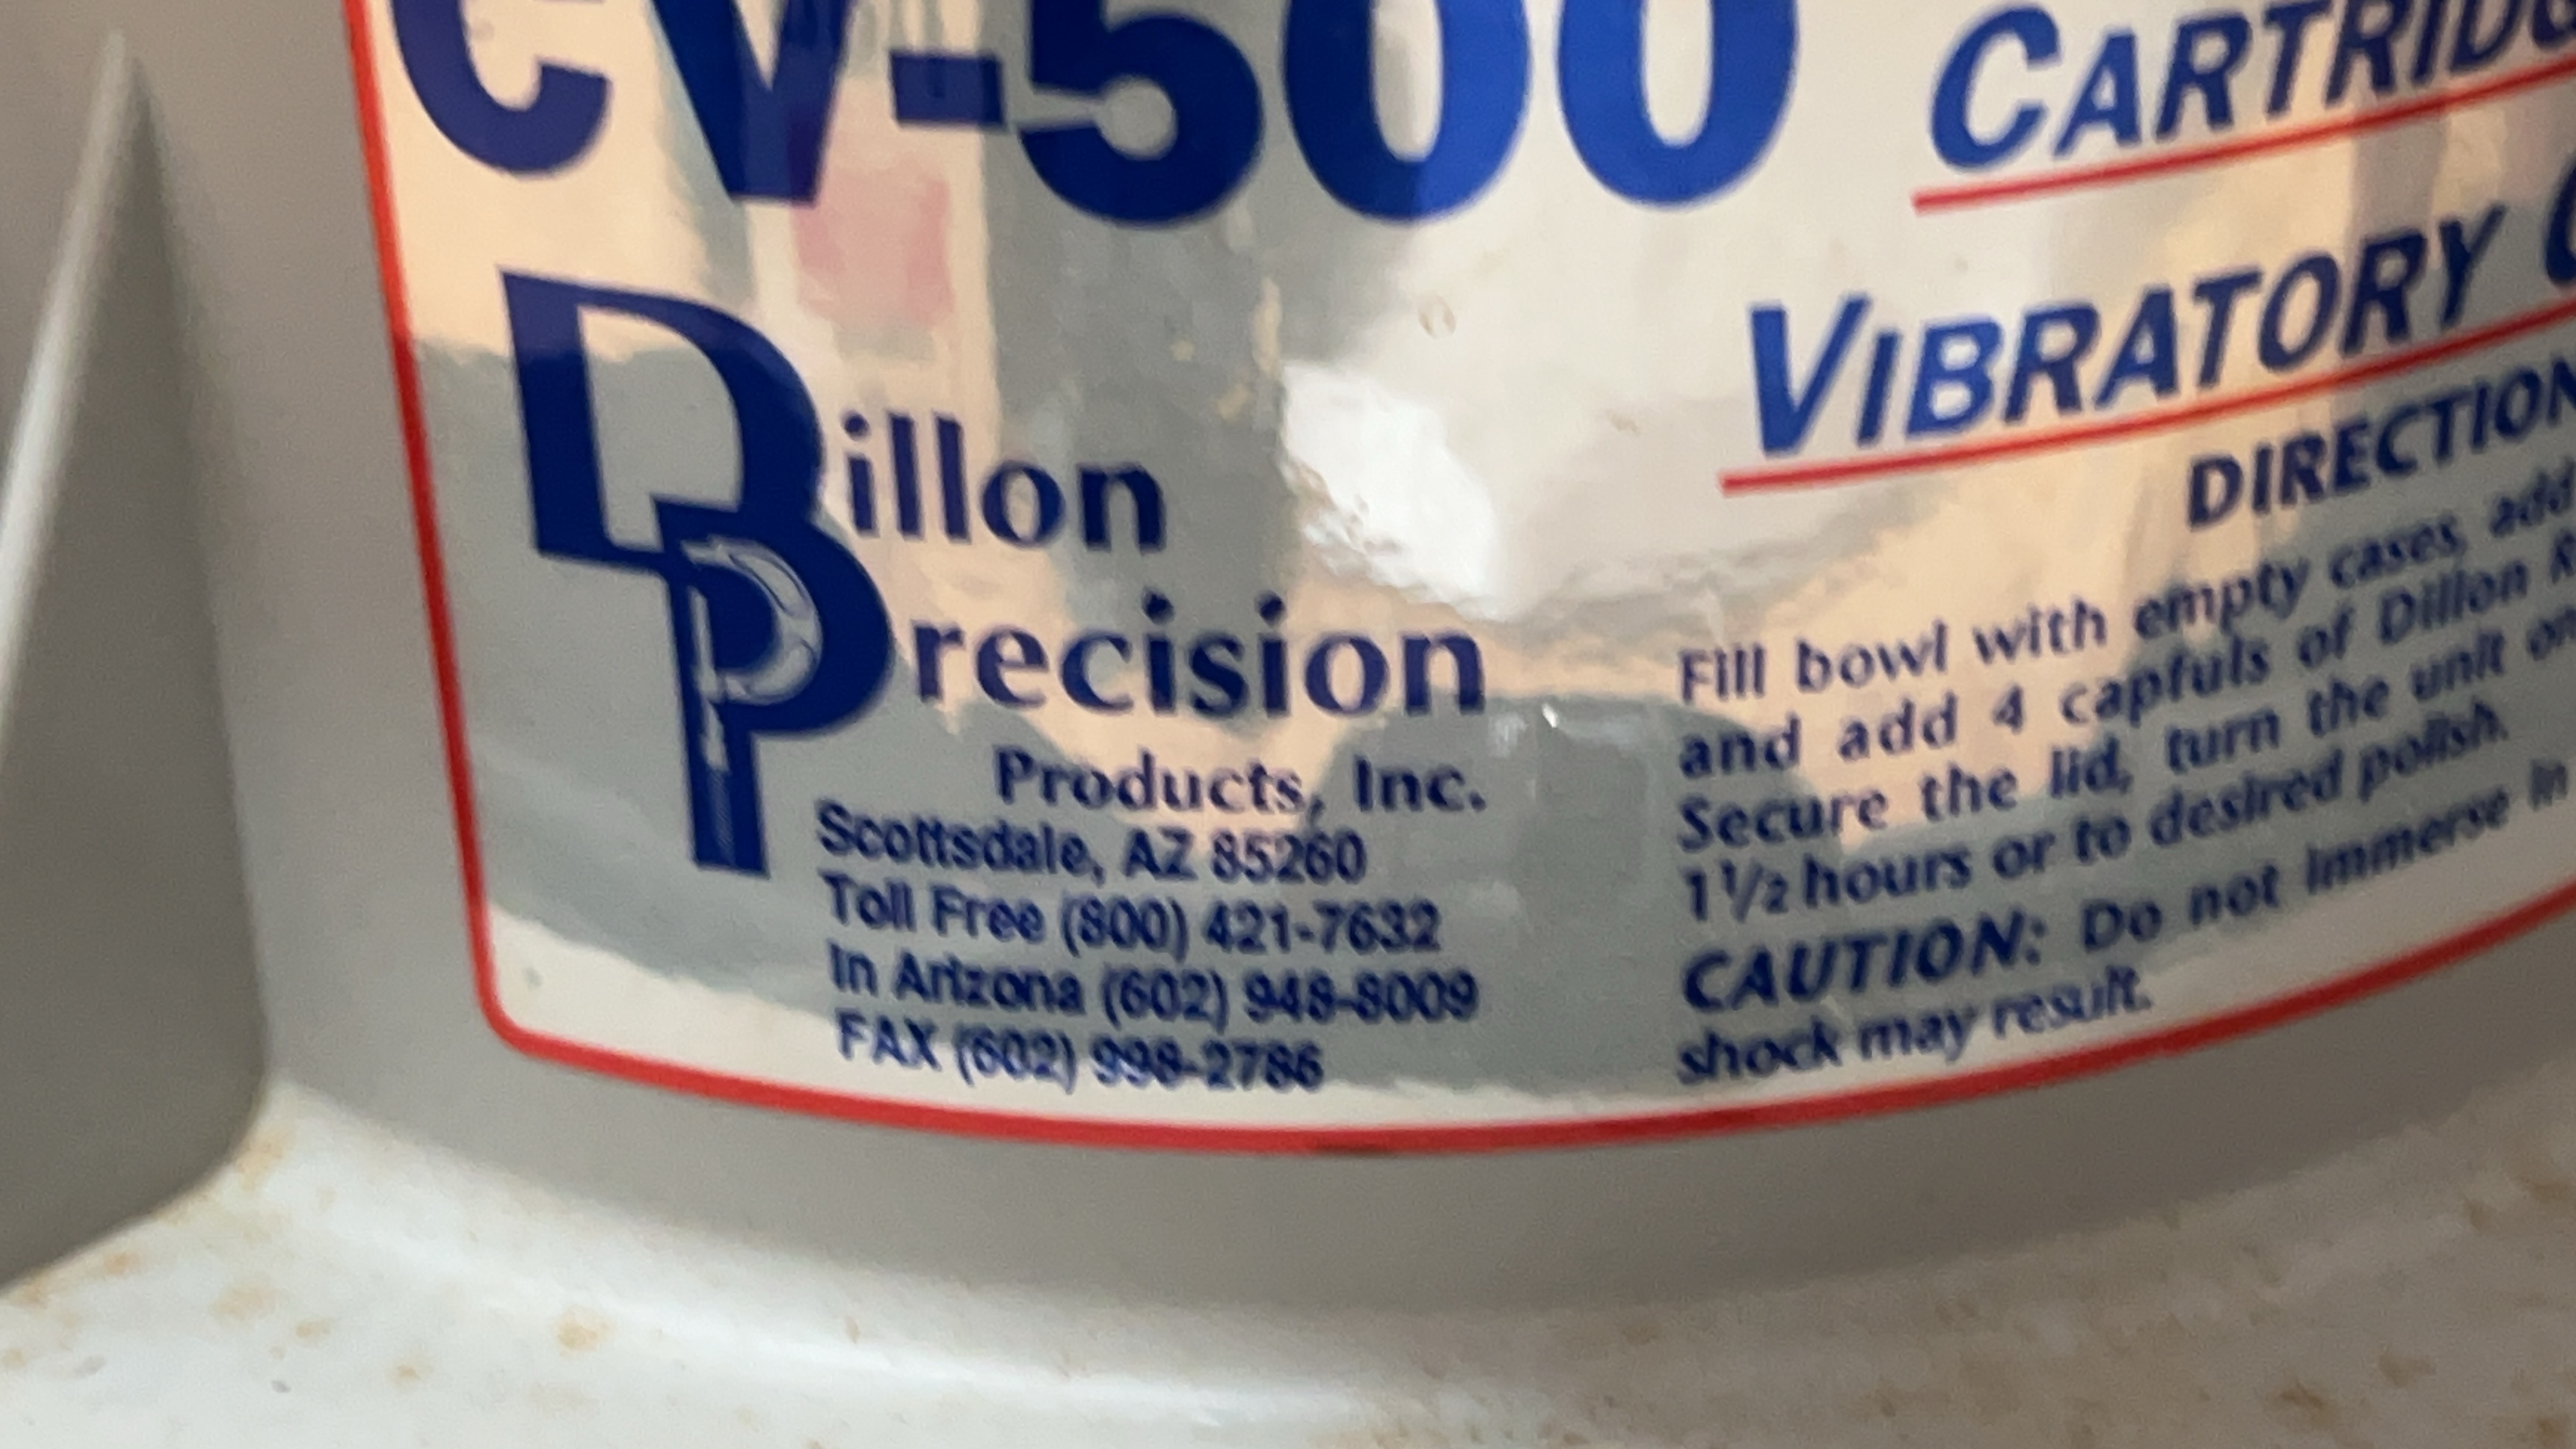 CV-500
Dillon
Precision
Products, Inc.
Scottsdale, AZ 85260
Toll Free (800) 421-7632
In Arizona (602) 948-8009
FAX (602) 998-2786
CARTRIDG
VIBRATORY
DIRECTION
Fill bowl with empty cases, add
and add 4 capfuls of Dillon R
Secure the lid, turn the unit on
1½ hours or to desired polish.
CAUTION: Do not immerse in
shock may result.